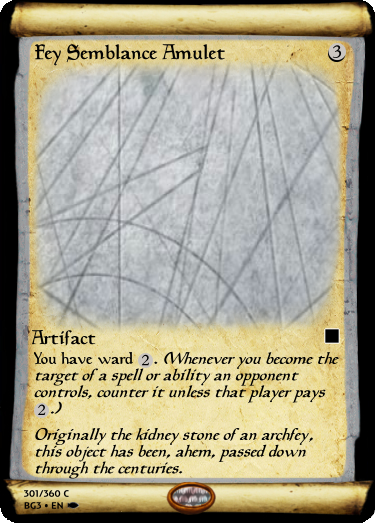 Fey Semblance Amulet 3
Artifact
You have ward 2. (Whenever you become the
target of a spell or ability an opponent
controls, counter it unless that player pays
2.)
Originally the kidney stone of an archfey,
this object has been, ahem, passed down
through the centuries.
301/360 C
BG3 • EN